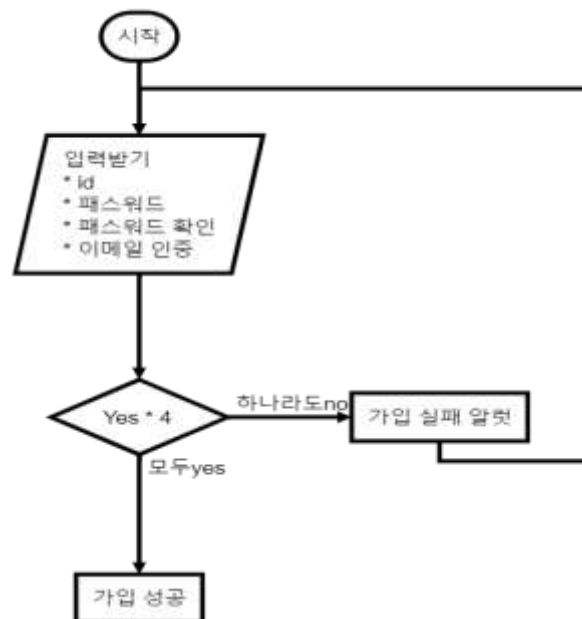 시작
입력받기
* id
* 패스워드
* 패스워드 확인
* 이메일 인중
Yes * 4
하나라도no
가입 실패 알럿
모두yes
가입 성공